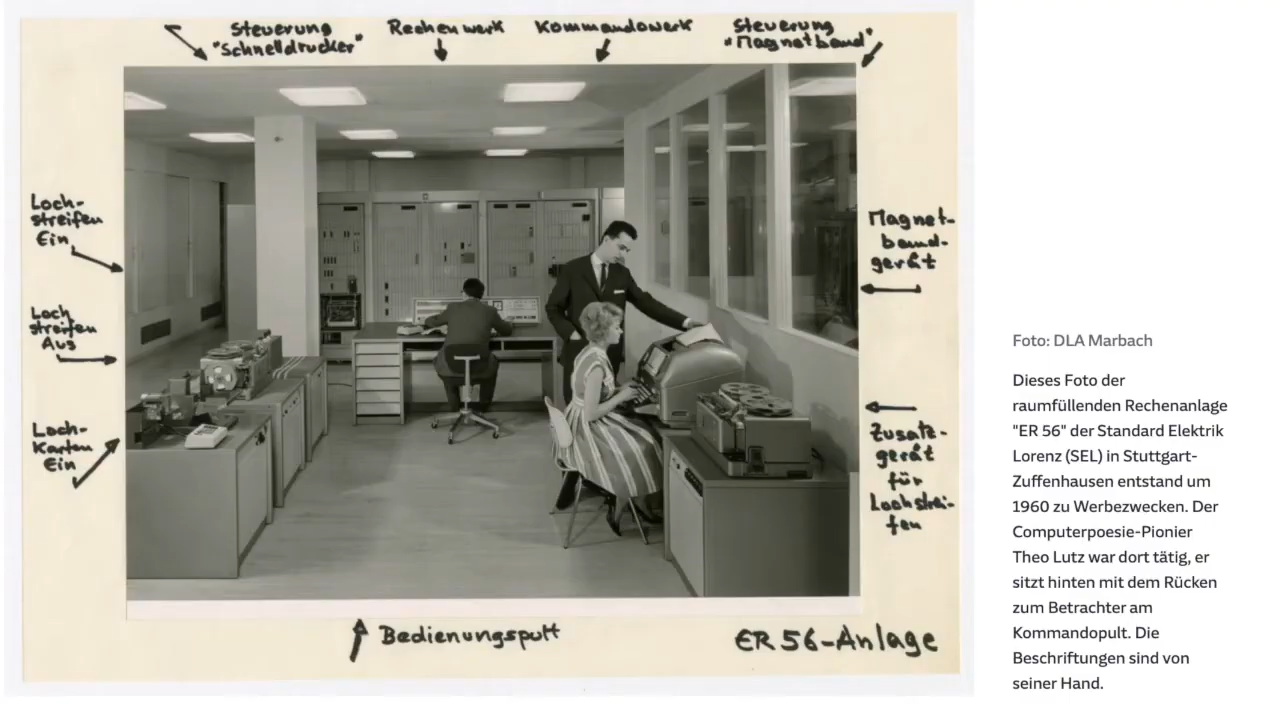 Steuerung
"Schnelldrucker"
Rechenwerk
Kommandowerk
Steuerung
"Magnetband"
Loch-
streifen
Ein
Loch
streifen
Aus
Loch-
Karten
Ein
Magnet-
band-
gerät
Zusatz-
gerät
für
Lochstrei-
fen
Bedienungspult
ER 56-Anlage
Foto: DLA Marbach
Dieses Foto der
raumfüllenden Rechenanlage
"ER 56" der Standard Elektrik
Lorenz (SEL) in Stuttgart-
Zuffenhausen entstand um
1960 zu Werbezwecken. Der
Computerpoesie-Pionier
Theo Lutz war dort tätig, er
sitzt hinten mit dem Rücken
zum Betrachter am
Kommandopult. Die
Beschriftungen sind von
seiner Hand.